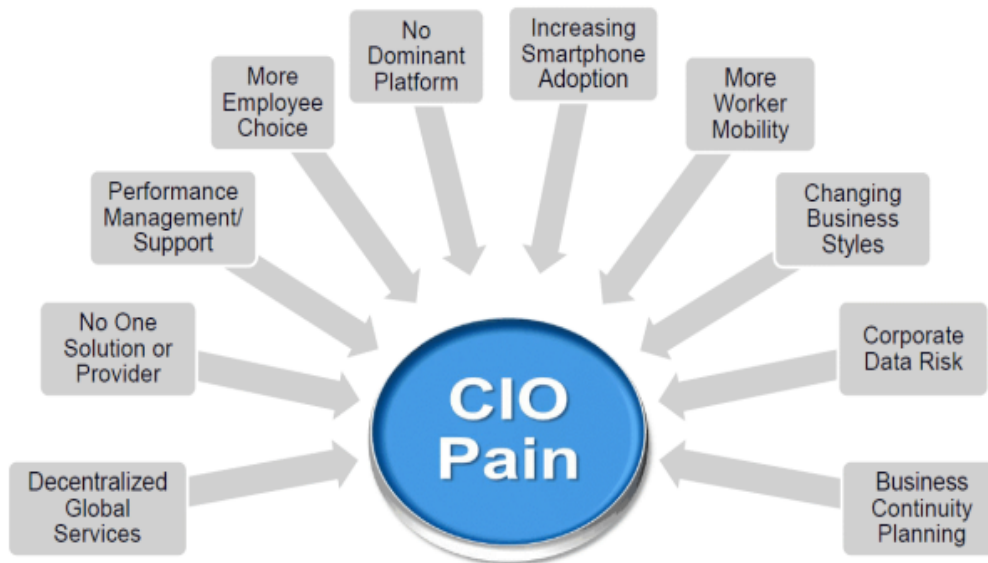 Decentralized
Global
Services
No One
Solution or
Provider
Performance
Management/
Support
More
Employee
Choice
No
Dominant
Platform
Increasing
Smartphone
Adoption
More
Worker
Mobility
Changing
Business
Styles
Corporate
Data Risk
Business
Continuity
Planning
CIO
Pain